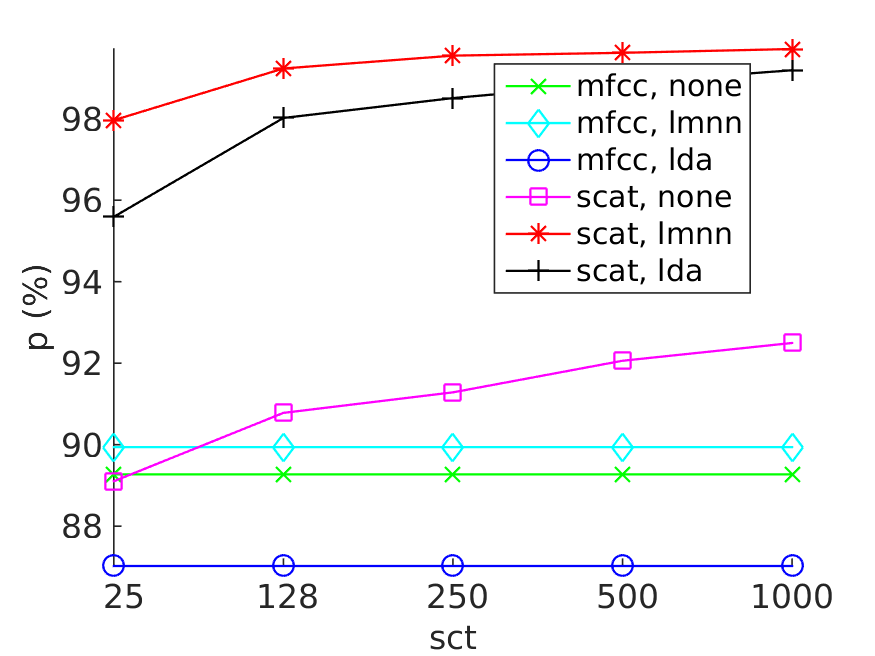 98
96
94
92
90
88
p (%)
25 128 250 500 1000
sct
mfcc, none
mfcc, lmnn
mfcc, lda
scat, none
scat, lmnn
scat, lda